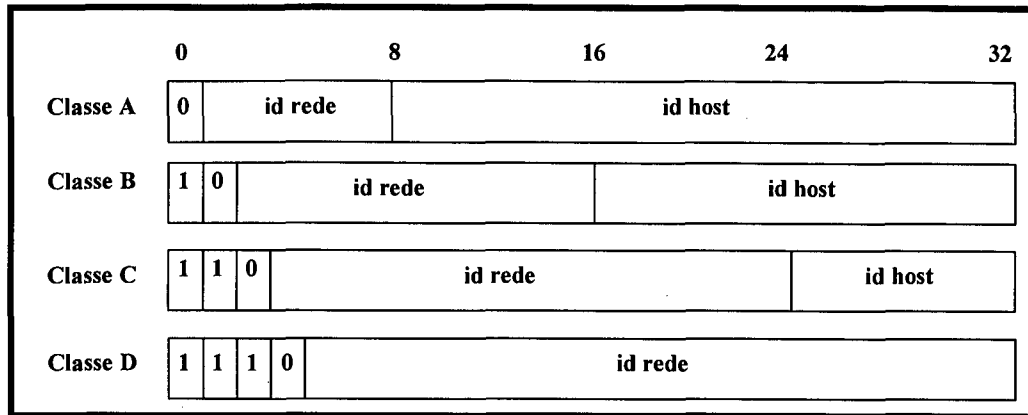 0 8 16 24 32
Classe A 0 id rede id host
Classe B 1 0 id rede id host
Classe C 1 1 0 id rede id host
Classe D 1 1 1 0 id rede